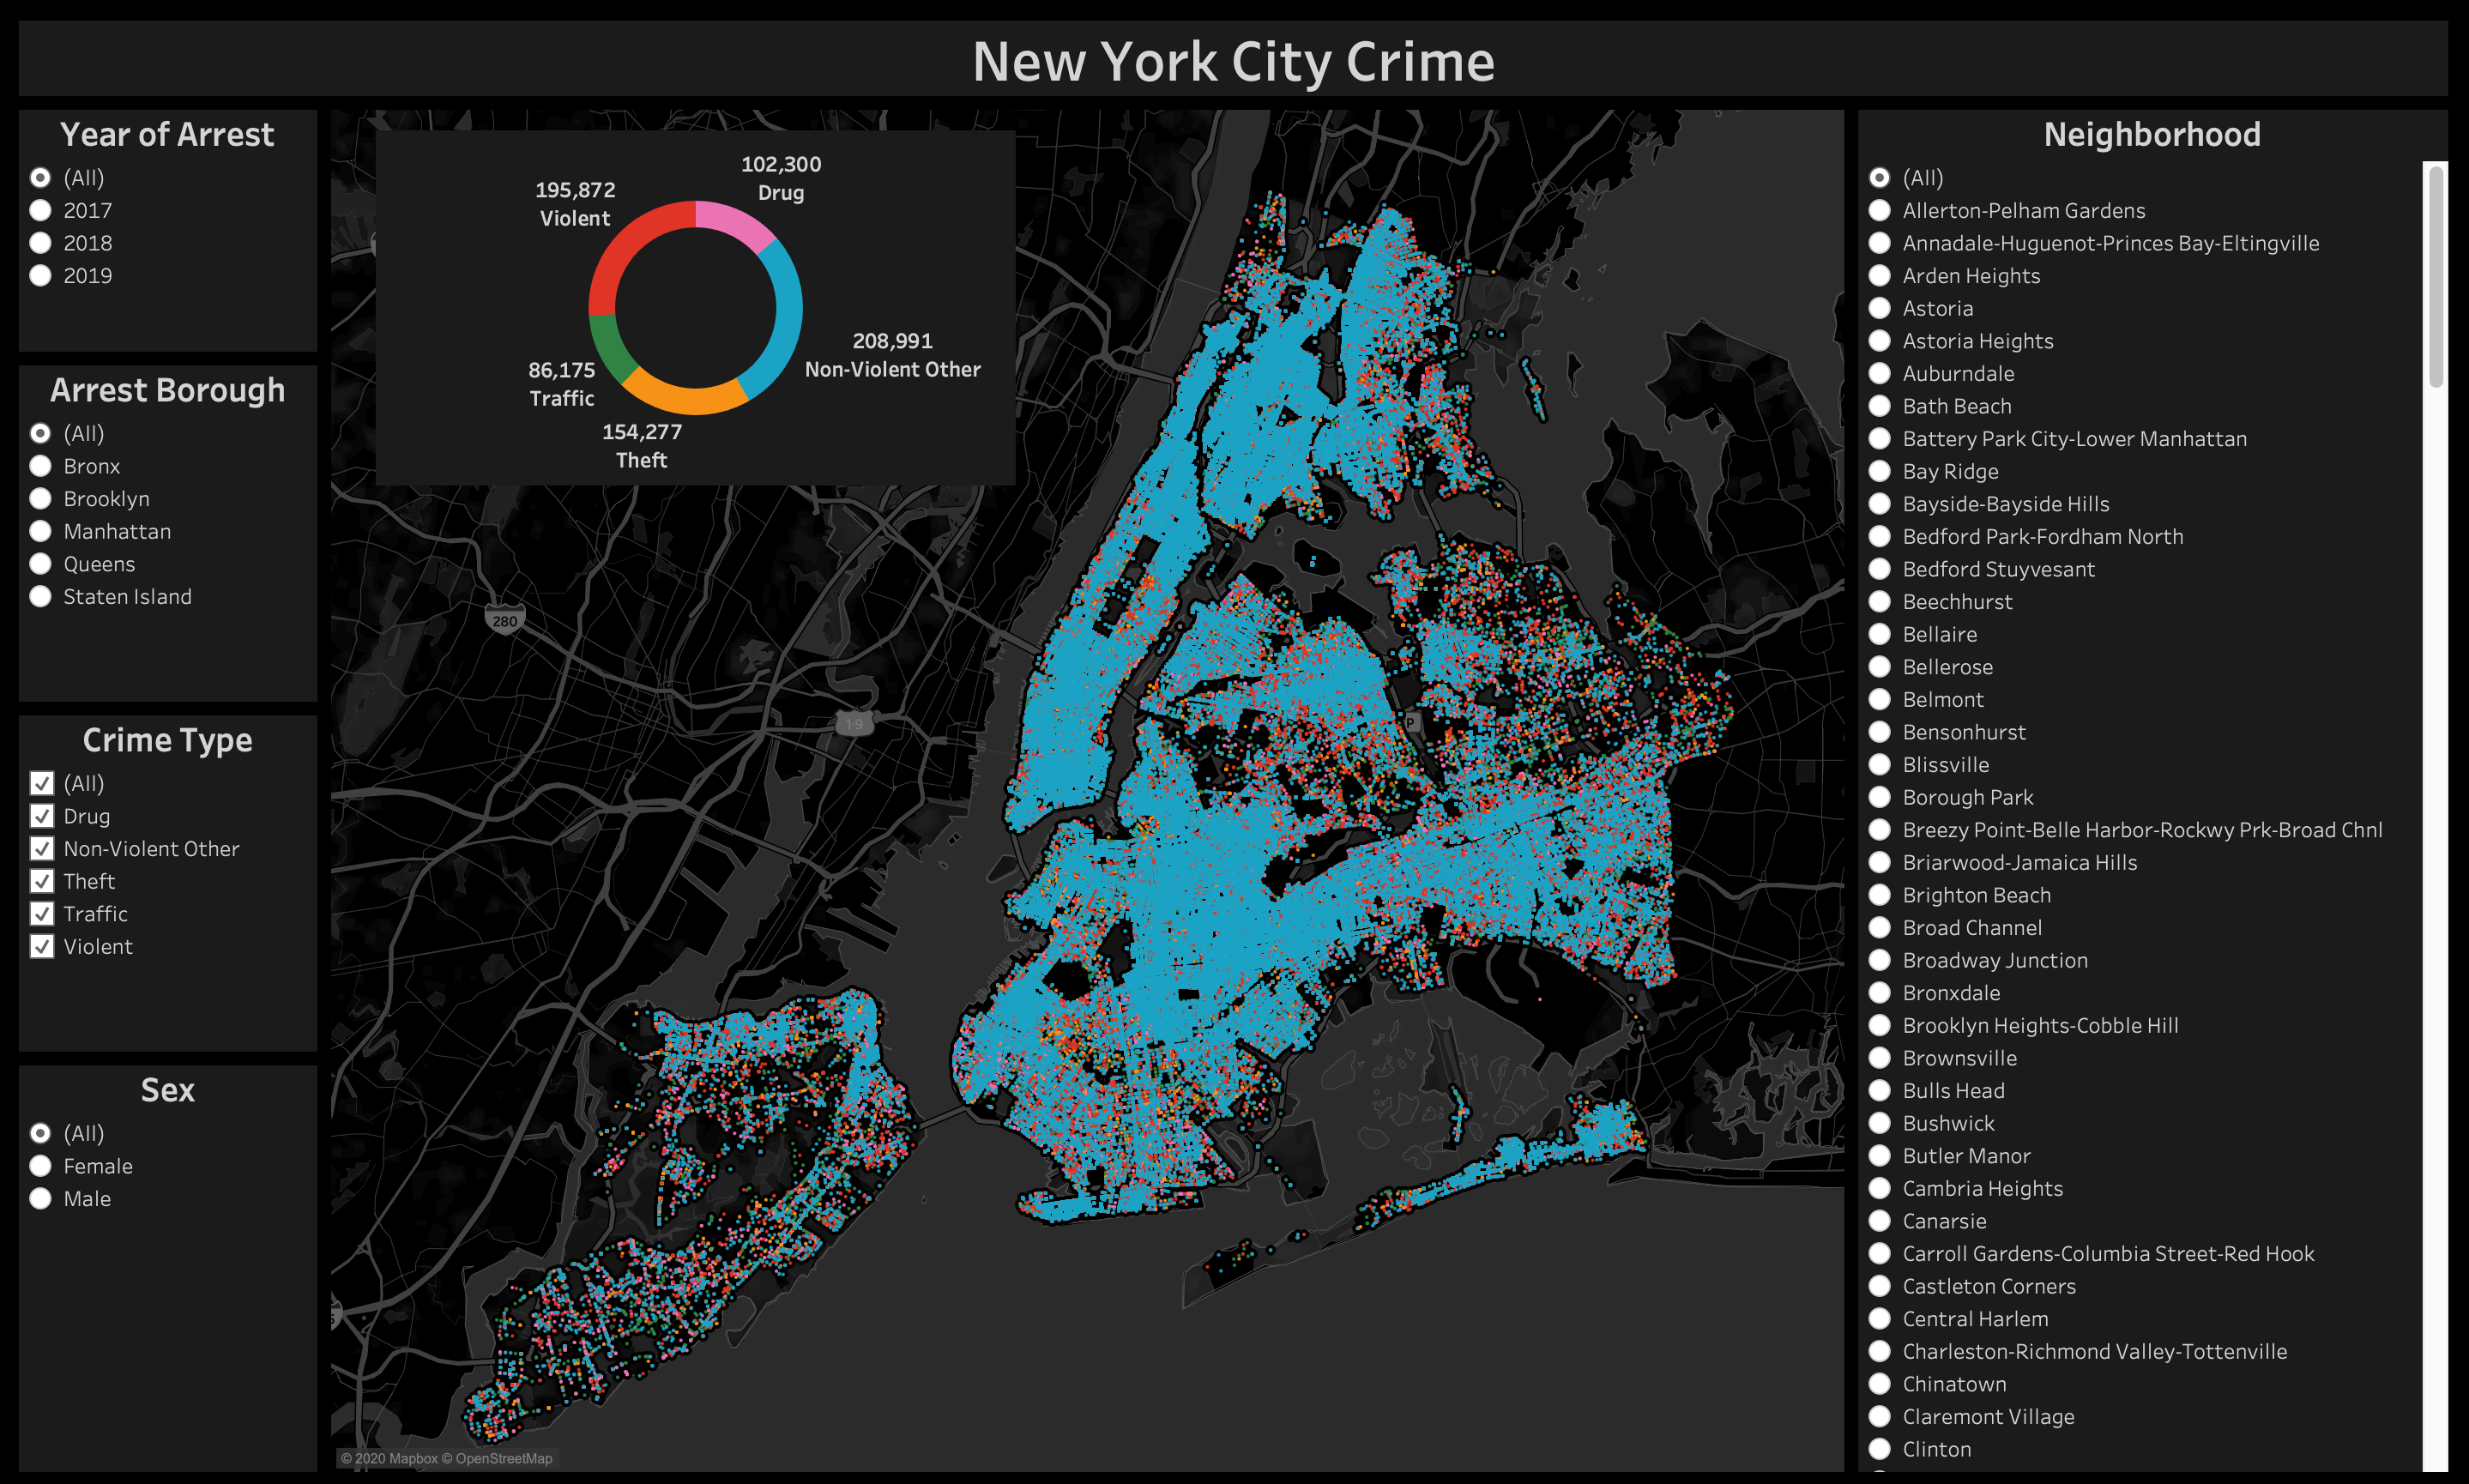 New York City Crime
Year of Arrest
(All)
2017
2018
2019
Arrest Borough
(All)
Bronx
Brooklyn
Manhattan
Queens
Staten Island
Crime Type
(All)
Drug
Non-Violent Other
Theft
Traffic
Violent
Sex
(All)
Female
Male
102,300
Drug
195,872
Violent
208,991
Non-Violent Other
86,175
Traffic
154,277
Theft
280
1-9
P
© 2020 Mapbox © OpenStreetMap
Neighborhood
(All)
Allerton-Pelham Gardens
Annadale-Huguenot-Princes Bay-Eltingville
Arden Heights
Astoria
Astoria Heights
Auburndale
Bath Beach
Battery Park City-Lower Manhattan
Bay Ridge
Bayside-Bayside Hills
Bedford Park-Fordham North
Bedford Stuyvesant
Beechhurst
Bellaire
Bellerose
Belmont
Bensonhurst
Blissville
Borough Park
Breezy Point-Belle Harbor-Rockwy Prk-Broad Chnl
Briarwood-Jamaica Hills
Brighton Beach
Broad Channel
Broadway Junction
Bronxdale
Brooklyn Heights-Cobble Hill
Brownsville
Bulls Head
Bushwick
Butler Manor
Cambria Heights
Canarsie
Carroll Gardens-Columbia Street-Red Hook
Castleton Corners
Central Harlem
Charleston-Richmond Valley-Tottenville
Chinatown
Claremont Village
Clinton